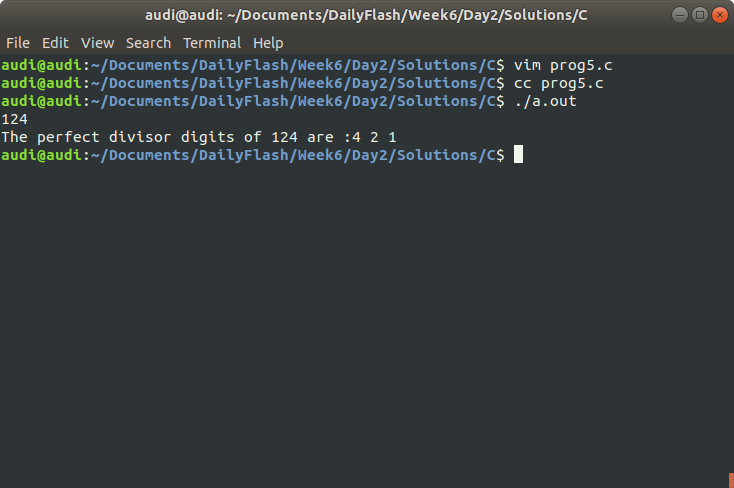 audi@audi: ~/Documents/DailyFlash/Week6/Day2/Solutions/C
File Edit View Search Terminal Help
audi@audi:~/Documents/DailyFlash/Week6/Day2/Solutions/C$ vim prog5.c
audi@audi:~/Documents/DailyFlash/Week6/Day2/Solutions/C$ cc prog5.c
audi@audi:~/Documents/DailyFlash/Week6/Day2/Solutions/C$ ./a.out
124
The perfect divisor digits of 124 are :4 2 1
audi@audi:~/Documents/DailyFlash/Week6/Day2/Solutions/C$